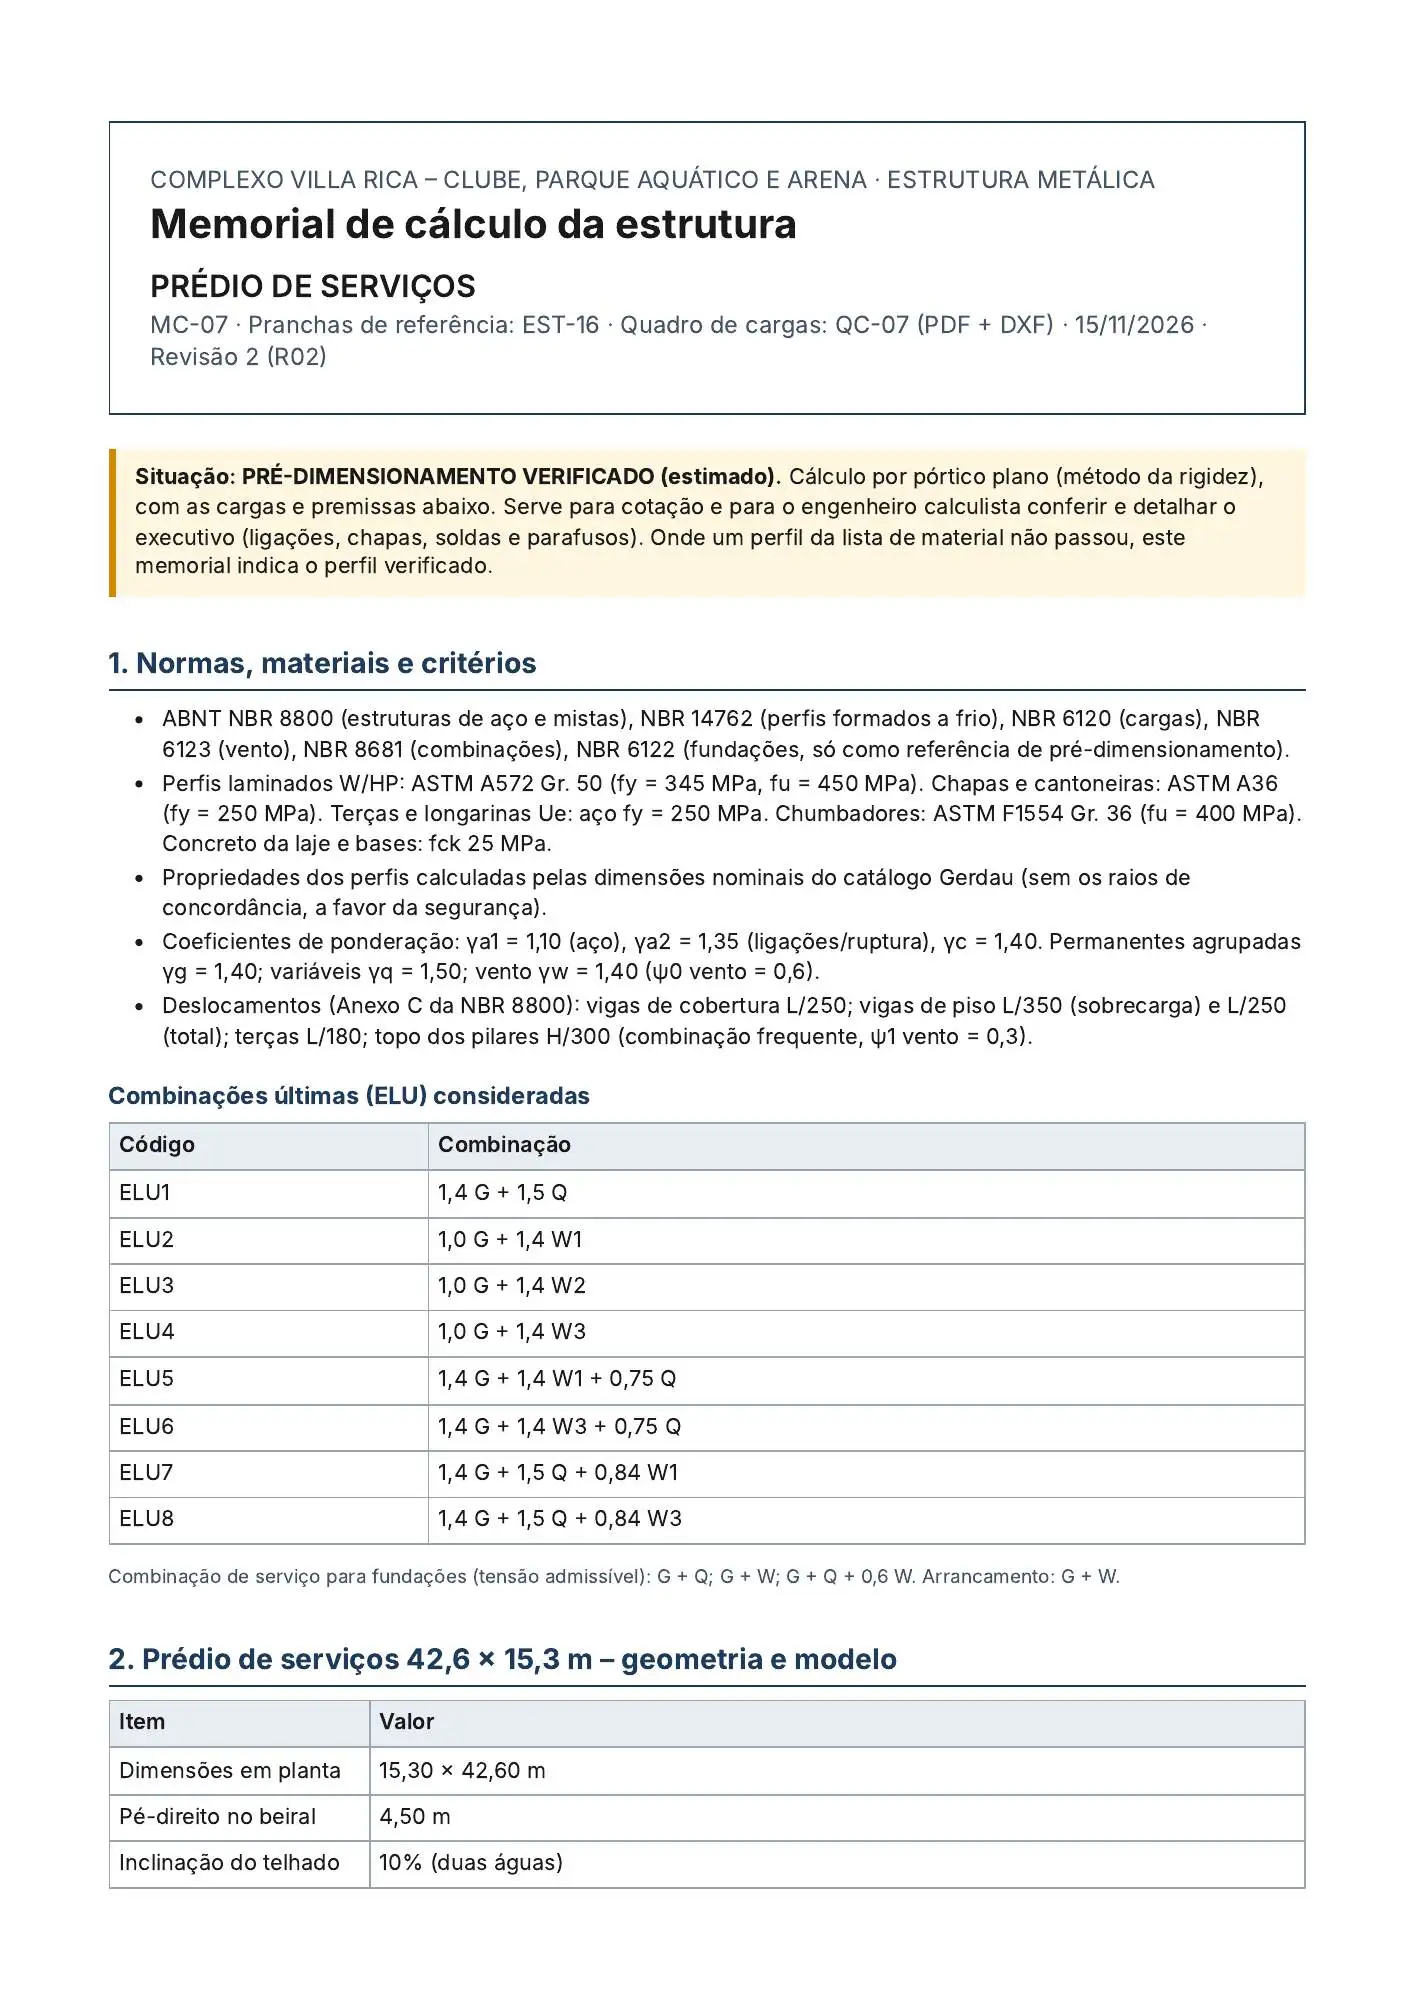 COMPLEXO VILLA RICA – CLUBE, PARQUE AQUÁTICO E ARENA · ESTRUTURA METÁLICA
Memorial de cálculo da estrutura
PRÉDIO DE SERVIÇOS
MC-07 · Pranchas de referência: EST-16 · Quadro de cargas: QC-07 (PDF + DXF) · 15/11/2026 ·
Revisão 2 (R02)
Situação: PRÉ-DIMENSIONAMENTO VERIFICADO (estimado). Cálculo por pórtico plano (método da rigidez),
com as cargas e premissas abaixo. Serve para cotação e para o engenheiro calculista conferir e detalhar o
executivo (ligações, chapas, soldas e parafusos). Onde um perfil da lista de material não passou, este
memorial indica o perfil verificado.
1. Normas, materiais e critérios
• ABNT NBR 8800 (estruturas de aço e mistas), NBR 14762 (perfis formados a frio), NBR 6120 (cargas), NBR
6123 (vento), NBR 8681 (combinações), NBR 6122 (fundações, só como referência de pré-dimensionamento).
• Perfis laminados W/HP: ASTM A572 Gr. 50 (fy = 345 MPa, fu = 450 MPa). Chapas e cantoneiras: ASTM A36
(fy = 250 MPa). Terças e longarinas Ue: aço fy = 250 MPa. Chumbadores: ASTM F1554 Gr. 36 (fu = 400 MPa).
Concreto da laje e bases: fck 25 MPa.
• Propriedades dos perfis calculadas pelas dimensões nominais do catálogo Gerdau (sem os raios de
concordância, a favor da segurança).
• Coeficientes de ponderação: γa1 = 1,10 (aço), γa2 = 1,35 (ligações/ruptura), γc = 1,40. Permanentes agrupadas
γg = 1,40; variáveis γq = 1,50; vento γw = 1,40 (ψ0 vento = 0,6).
• Deslocamentos (Anexo C da NBR 8800): vigas de cobertura L/250; vigas de piso L/350 (sobrecarga) e L/250
(total); terças L/180; topo dos pilares H/300 (combinação frequente, ψ1 vento = 0,3).
Combinações últimas (ELU) consideradas
Código Combinação
ELU1 1,4 G + 1,5 Q
ELU2 1,0 G + 1,4 W1
ELU3 1,0 G + 1,4 W2
ELU4 1,0 G + 1,4 W3
ELU5 1,4 G + 1,4 W1 + 0,75 Q
ELU6 1,4 G + 1,4 W3 + 0,75 Q
ELU7 1,4 G + 1,5 Q + 0,84 W1
ELU8 1,4 G + 1,5 Q + 0,84 W3
Combinação de serviço para fundações (tensão admissível): G + Q; G + W; G + Q + 0,6 W. Arrancamento: G + W.
2. Prédio de serviços 42,6 × 15,3 m – geometria e modelo
Item Valor
Dimensões em planta 15,30 × 42,60 m
Pé-direito no beiral 4,50 m
Inclinação do telhado 10% (duas águas)